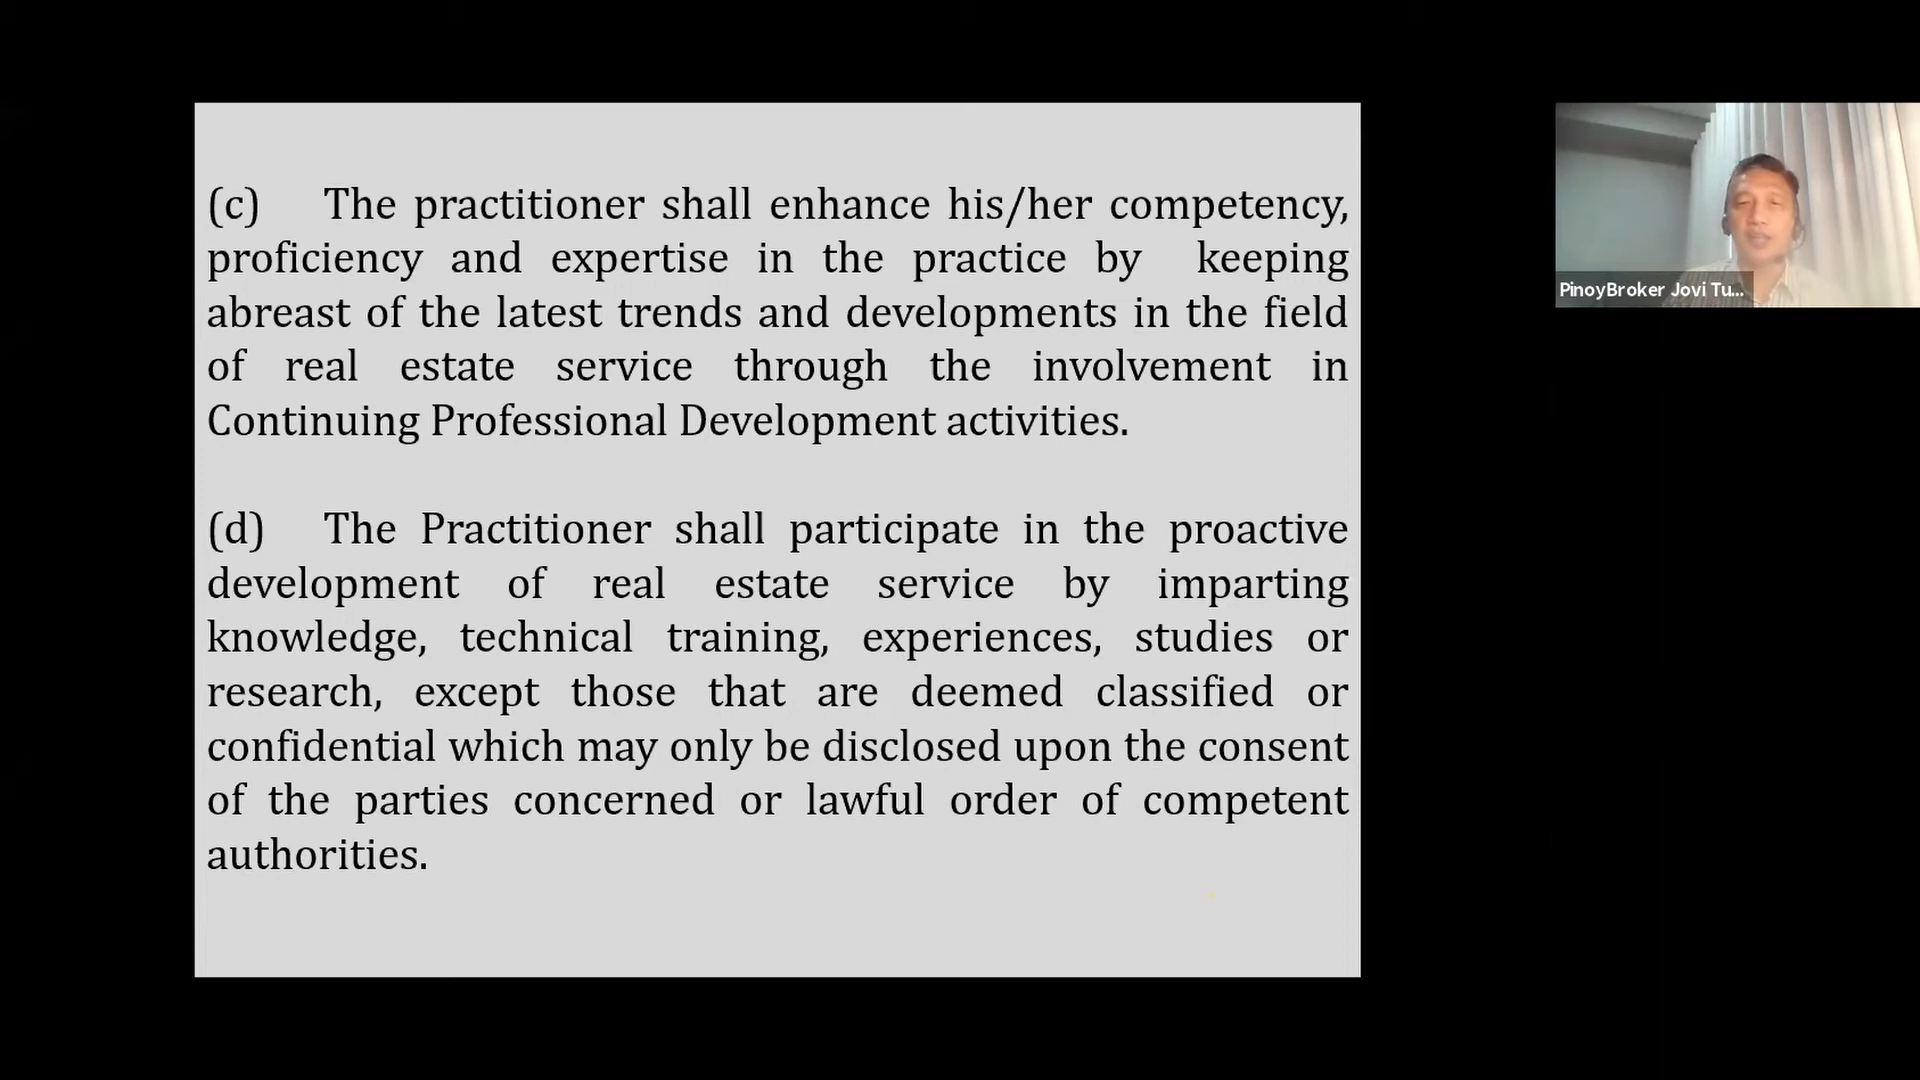 (c) The practitioner shall enhance his/her competency,
proficiency and expertise in the practice by keeping
abreast of the latest trends and developments in the field
of real estate service through the involvement in
Continuing Professional Development activities.
(d) The Practitioner shall participate in the proactive
development of real estate service by imparting
knowledge, technical training, experiences, studies or
research, except those that are deemed classified or
confidential which may only be disclosed upon the consent
of the parties concerned or lawful order of competent
authorities.
PinoyBroker Jovi Tu...